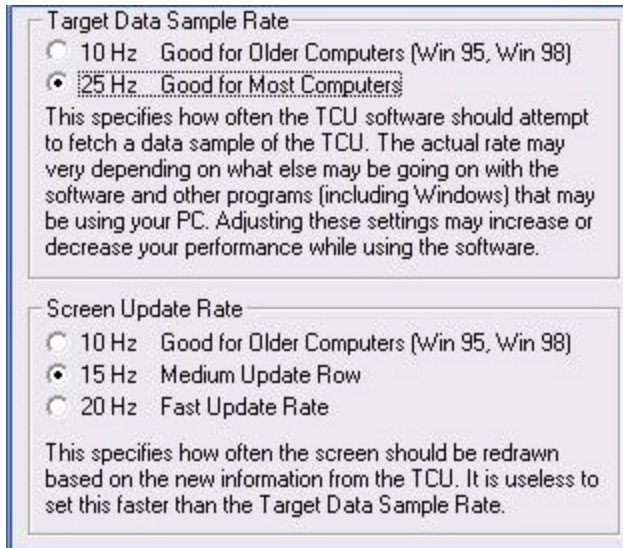 Target Data Sample Rate
10 Hz Good for Older Computers (Win 95, Win 98)
25 Hz Good for Most Computers
This specifies how often the TCU software should attempt
to fetch a data sample of the TCU. The actual rate may
very depending on what else may be going on with the
software and other programs (including Windows) that may
be using your PC. Adjusting these settings may increase or
decrease your performance while using the software.
Screen Update Rate
10 Hz Good for Older Computers (Win 95, Win 98)
15 Hz Medium Update Row
20 Hz Fast Update Rate
This specifies how often the screen should be redrawn
based on the new information from the TCU. It is useless to
set this faster than the Target Data Sample Rate.